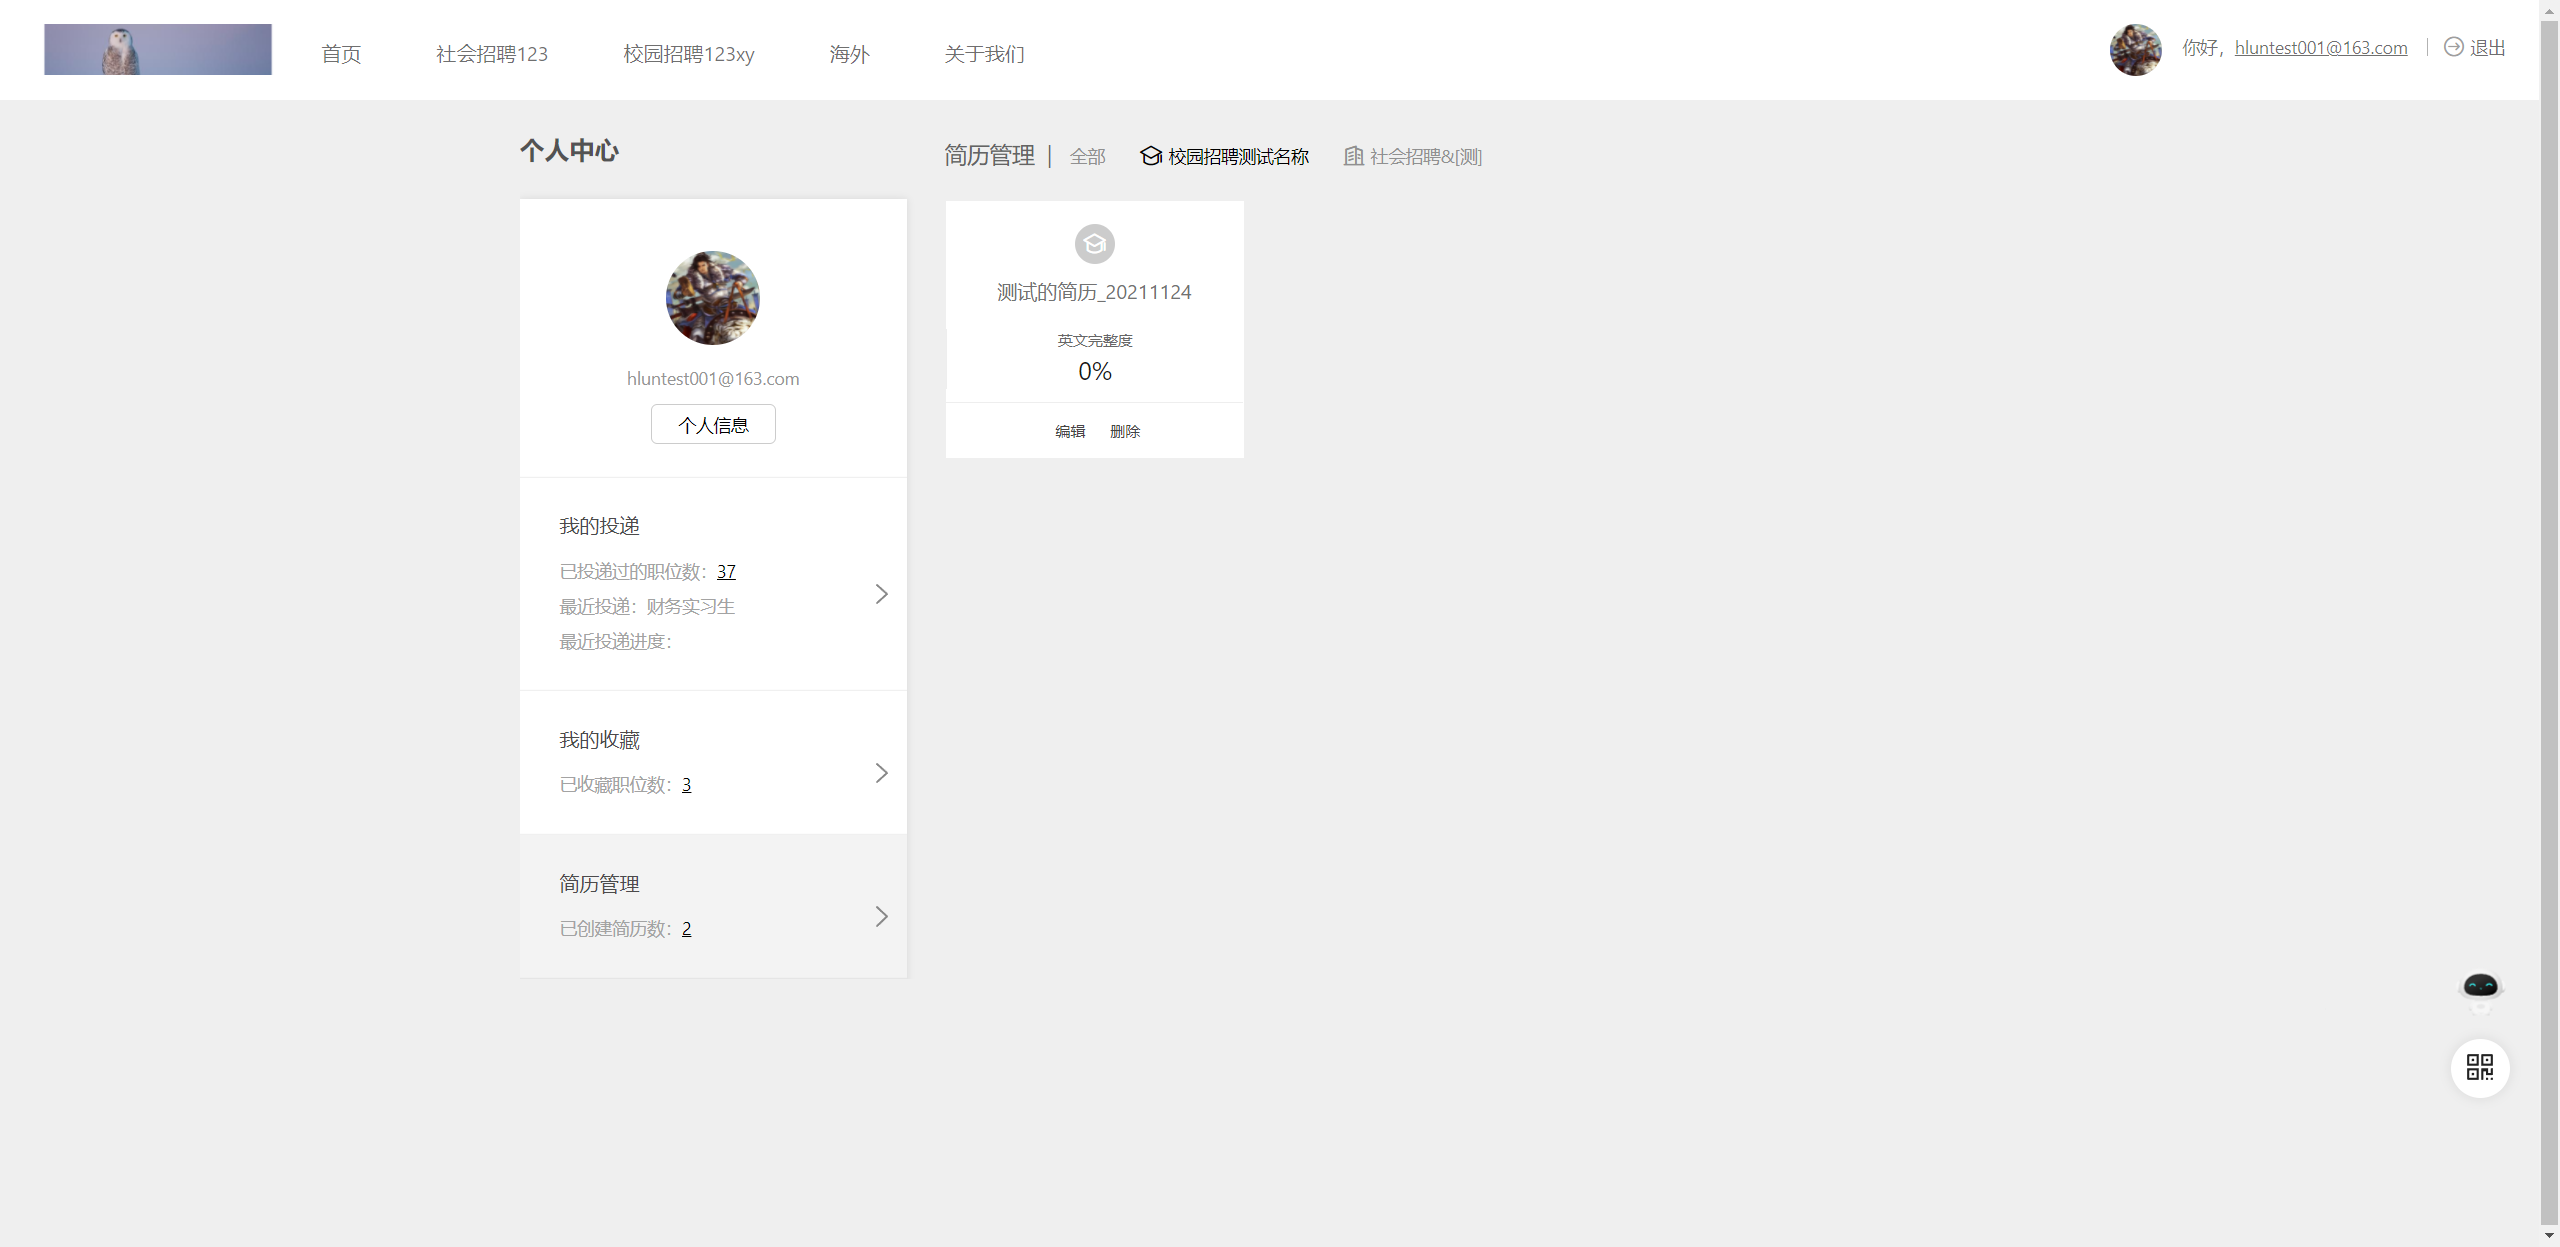 首页
社会招聘123
校园招聘123xy
海外
关于我们
你好，hluntest001@163.com
退出
个人中心
hluntest001@163.com
个人信息
我的投递
已投递过的职位数：37
最近投递：财务实习生
最近投递进度：
我的收藏
已收藏职位数：3
简历管理
已创建简历数：2
简历管理 | 全部 校园招聘测试名称 社会招聘&[测]
测试的简历_20211124
英文完整度
0%
编辑 删除